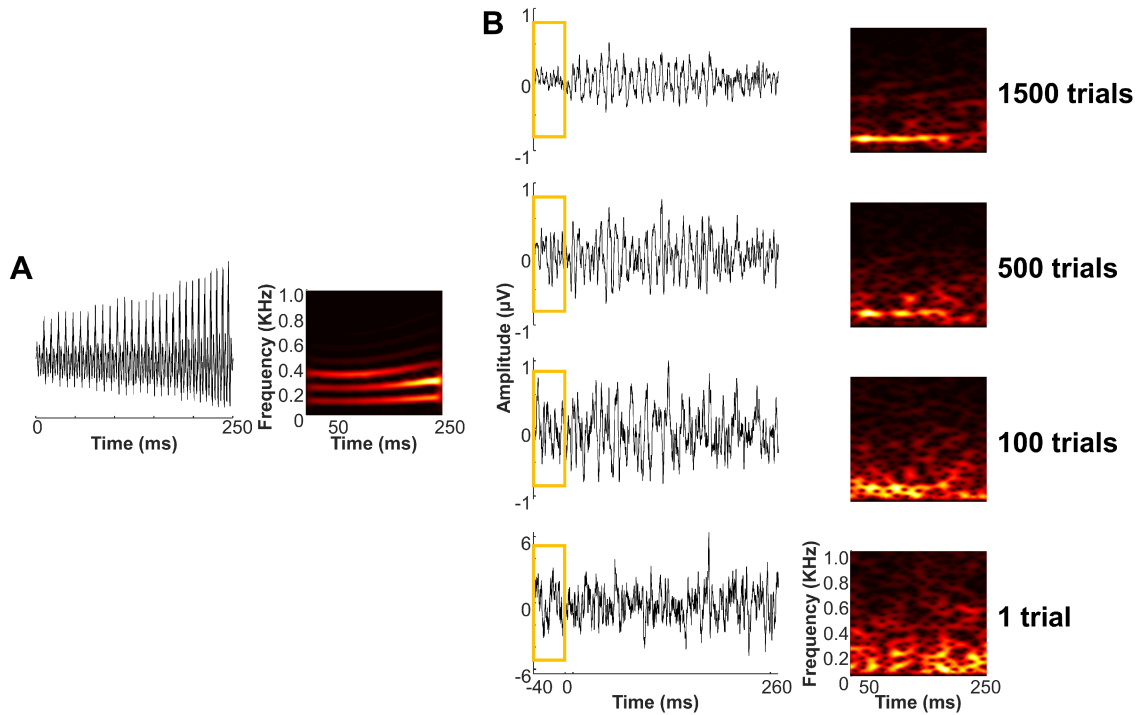 A
0
250
Time (ms)
Frequency (KHz)
1.0
0.8
0.6
0.4
0.2
0
50
250
Time (ms)
B
Amplitude (µV)
1
0
-1
1500 trials
1
0
-1
500 trials
1
0
-1
100 trials
6
0
-6
-40
0
260
Time (ms)
Frequency (KHz)
1.0
0.8
0.6
0.4
0.2
0
50
250
Time (ms)
1 trial